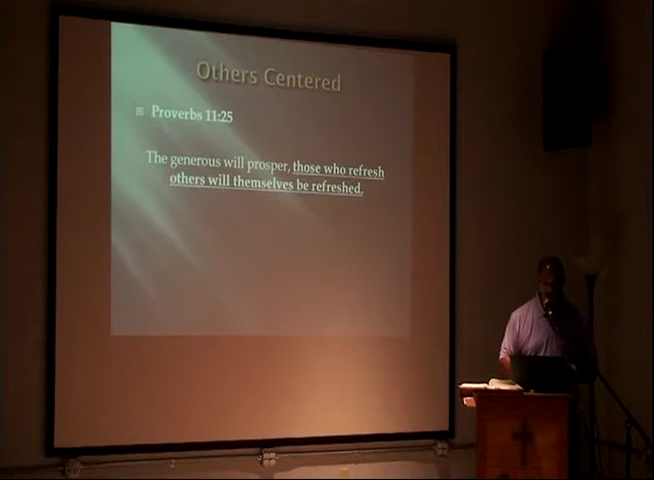 Others Centered
Proverbs 11:25
The generous will prosper, those who refresh
others will themselves be refreshed.